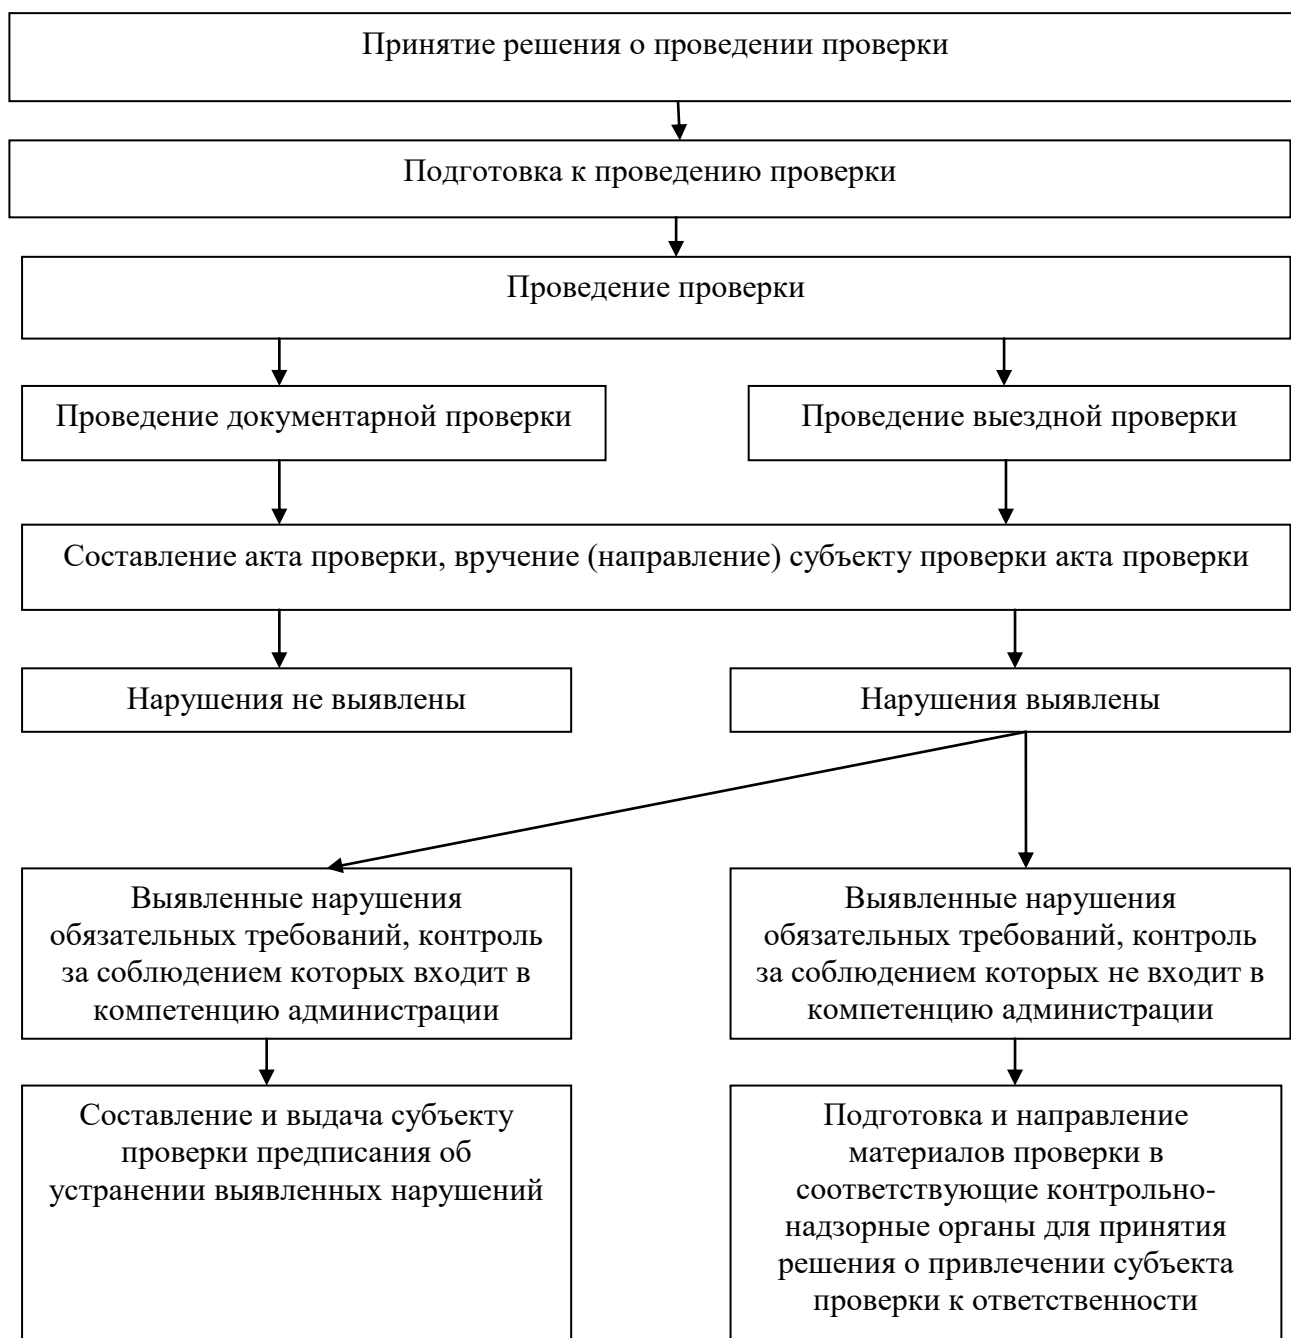 Принятие решения о проведении проверки
Подготовка к проведению проверки
Проведение проверки
Проведение документарной проверки
Проведение выездной проверки
Составление акта проверки, вручение (направление) субъекту проверки акта проверки
Нарушения не выявлены
Нарушения выявлены
Выявленные нарушения
обязательных требований, контроль
за соблюдением которых входит в
компетенцию администрации
Выявленные нарушения
обязательных требований, контроль
за соблюдением которых не входит в
компетенцию администрации
Составление и выдача субъекту
проверки предписания об
устранении выявленных нарушений
Подготовка и направление
материалов проверки в
соответствующие контрольно-
надзорные органы для принятия
решения о привлечении субъекта
проверки к ответственности